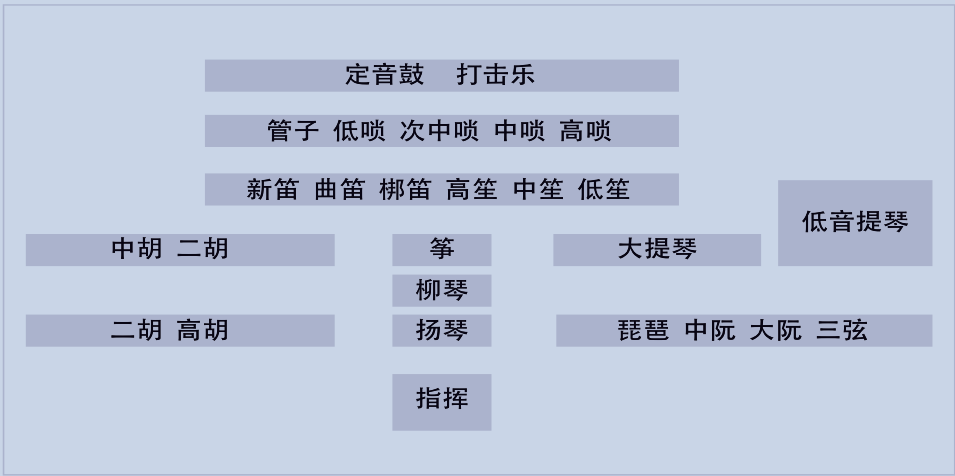 定音鼓 打击乐
管子 低唢 次中唢 中唢 高唢
新笛 曲笛 梆笛 高笙 中笙 低笙
低音提琴
中胡 二胡
筝
大提琴
柳琴
二胡 高胡
扬琴
琵琶 中阮 大阮 三弦
指挥